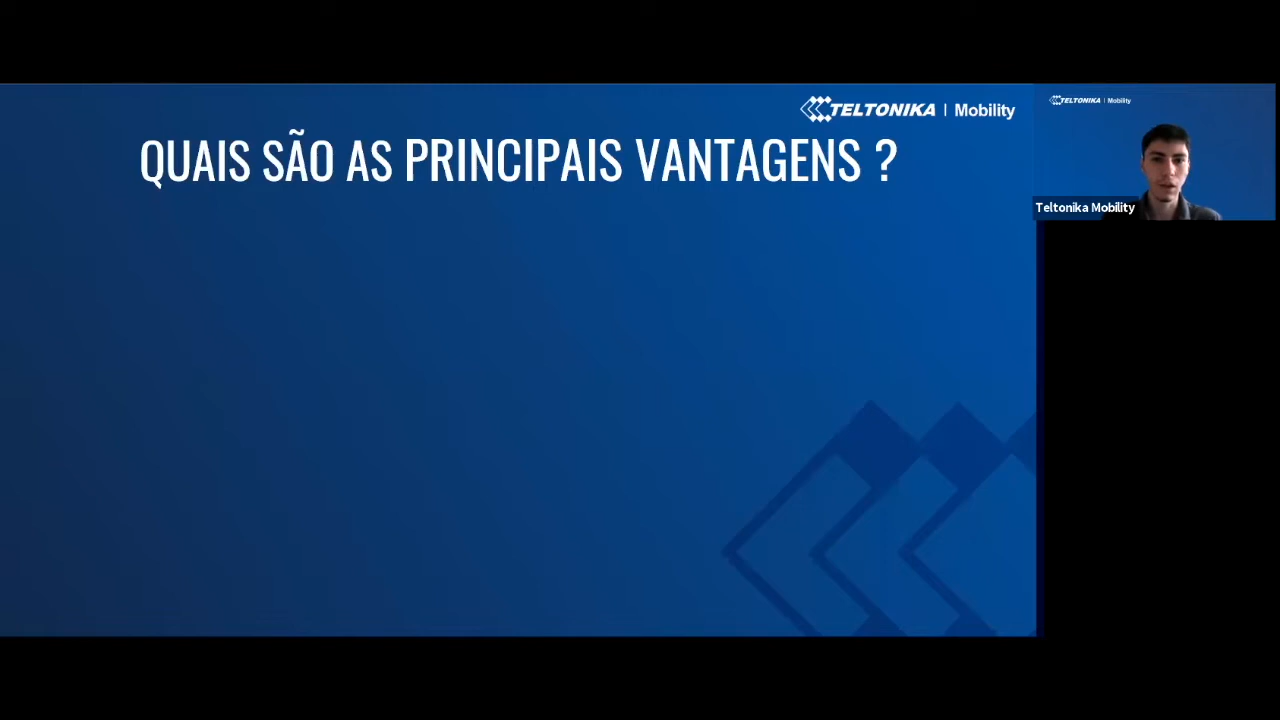 TELTONIKA | Mobility
QUAIS SÃO AS PRINCIPAIS VANTAGENS ?
TELTONIKA | Mobility
Teltonika Mobility